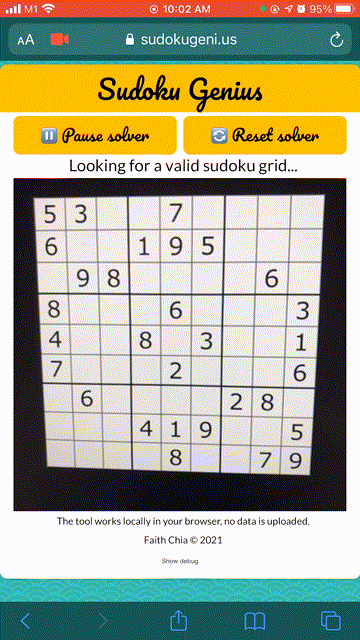 M1 10:02 AM 95%
AA sudokugeni.us
Sudoku Genius
Pause solver Reset solver
Looking for a valid sudoku grid...
5 3 7
6 1 9 5
9 8 6
8 6 3
4 8 3 1
7 2 6
6 2 8
4 1 9 5
8 7 9
The tool works locally in your browser, no data is uploaded.
Faith Chia © 2021
Show debug